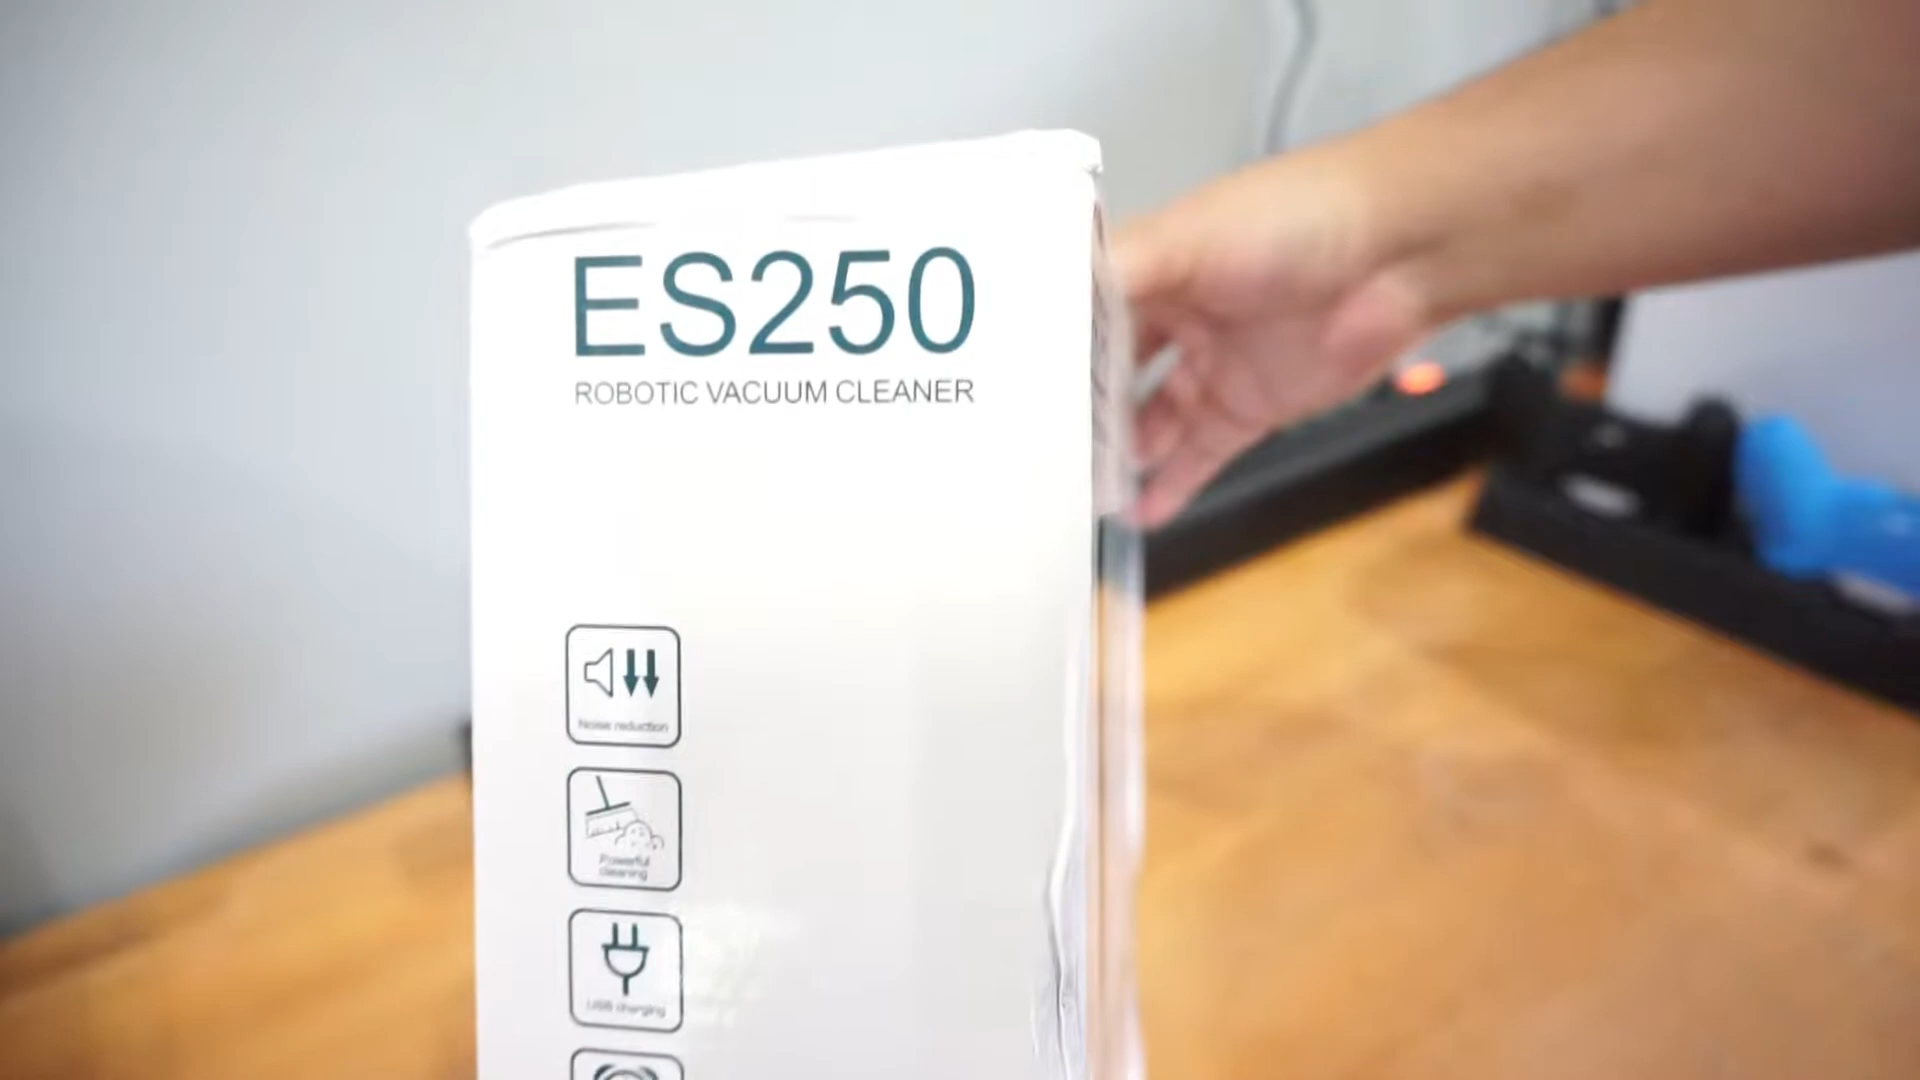 ES250
ROBOTIC VACUUM CLEANER
Noise reduction
Powerful
cleaning
USB charging